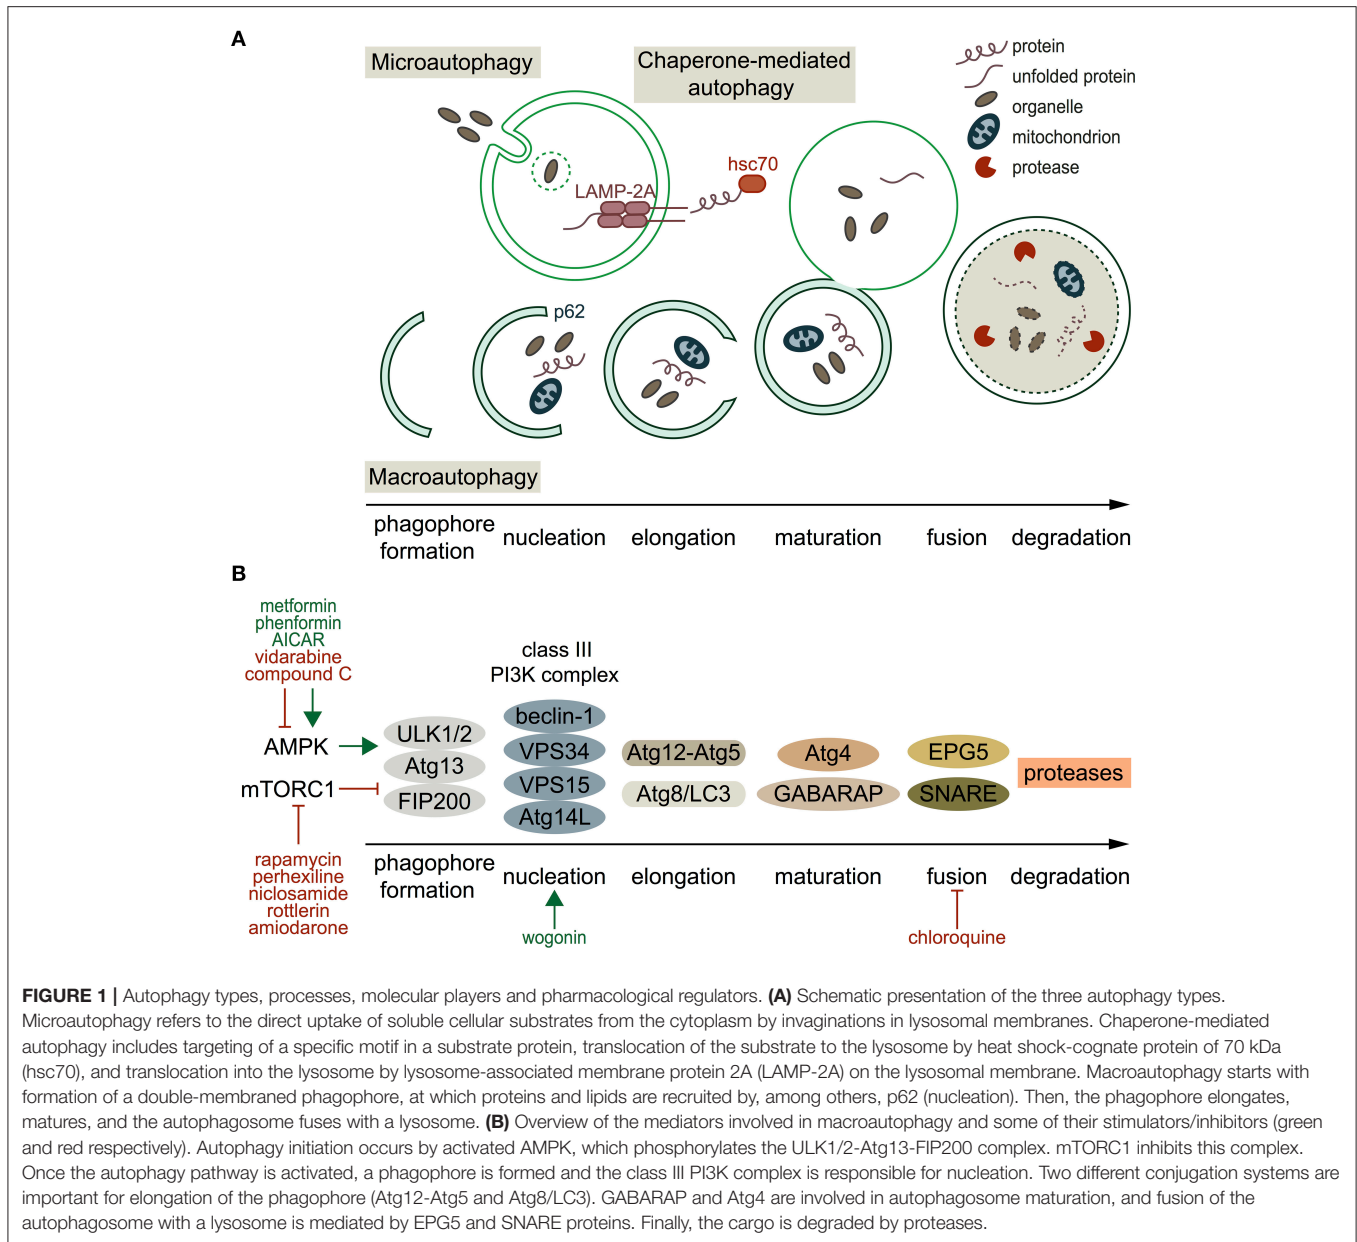 A
Microautophagy
Chaperone-mediated
autophagy
protein
unfolded protein
organelle
mitochondrion
protease
hsc70
LAMP-2A
p62
Macroautophagy
phagophore
formation
nucleation
elongation
maturation
fusion
degradation
B
metformin
phenformin
AICAR
vidarabine
compound C
class III
PI3K complex
AMPK
mTORC1
ULK1/2
Atg13
FIP200
beclin-1
VPS34
VPS15
Atg14L
Atg12-Atg5
Atg8/LC3
Atg4
GABARAP
EPG5
SNARE
proteases
rapamycin
perhexiline
niclosamide
rottlerin
amiodarone
phagophore
formation
nucleation
elongation
maturation
fusion
degradation
wogonin
chloroquine
FIGURE 1 | Autophagy types, processes, molecular players and pharmacological regulators. (A) Schematic presentation of the three autophagy types.
Microautophagy refers to the direct uptake of soluble cellular substrates from the cytoplasm by invaginations in lysosomal membranes. Chaperone-mediated
autophagy includes targeting of a specific motif in a substrate protein, translocation of the substrate to the lysosome by heat shock-cognate protein of 70 kDa
(hsc70), and translocation into the lysosome by lysosome-associated membrane protein 2A (LAMP-2A) on the lysosomal membrane. Macroautophagy starts with
formation of a double-membraned phagophore, at which proteins and lipids are recruited by, among others, p62 (nucleation). Then, the phagophore elongates,
matures, and the autophagosome fuses with a lysosome. (B) Overview of the mediators involved in macroautophagy and some of their stimulators/inhibitors (green
and red respectively). Autophagy initiation occurs by activated AMPK, which phosphorylates the ULK1/2-Atg13-FIP200 complex. mTORC1 inhibits this complex.
Once the autophagy pathway is activated, a phagophore is formed and the class III PI3K complex is responsible for nucleation. Two different conjugation systems are
important for elongation of the phagophore (Atg12-Atg5 and Atg8/LC3). GABARAP and Atg4 are involved in autophagosome maturation, and fusion of the
autophagosome with a lysosome is mediated by EPG5 and SNARE proteins. Finally, the cargo is degraded by proteases.